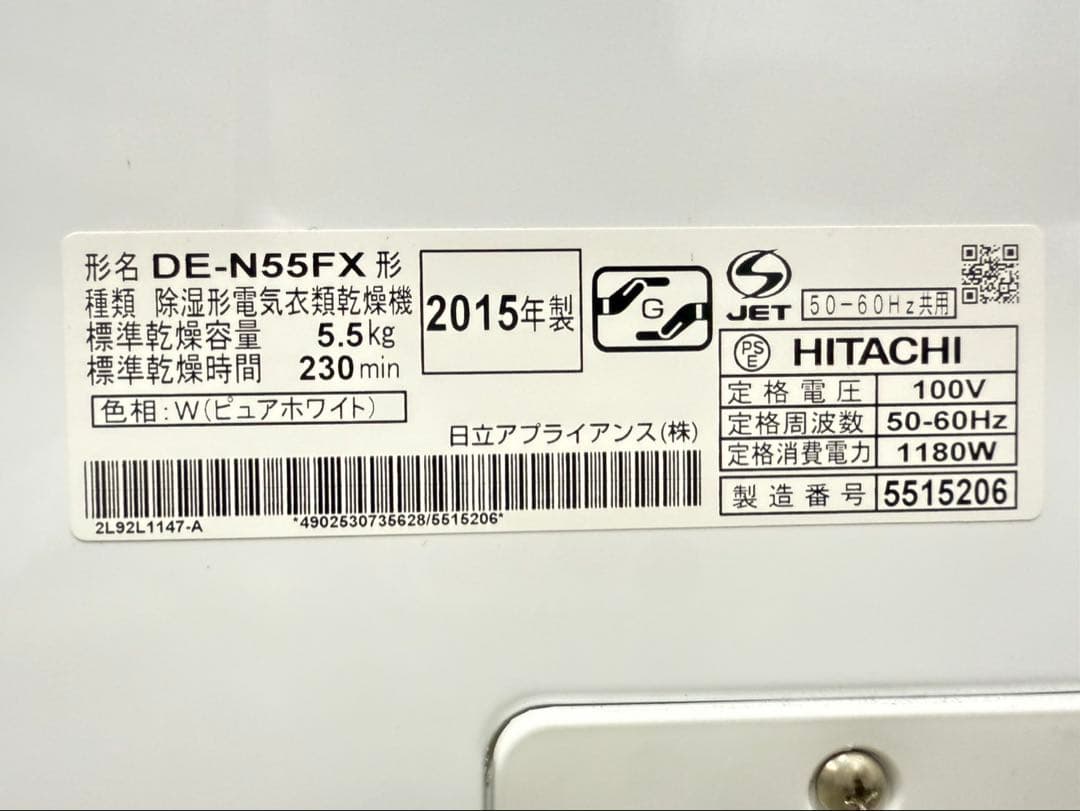 形名 DE-N55FX 形
種類 除湿形電気衣類乾燥機
標準乾燥容量 5.5kg
標準乾燥時間 230min
色相:W(ピュアホワイト)
2015年製
G
JET
50-60Hz共用
PS
E
HITACHI
定格電圧 100V
定格周波数 50-60Hz
定格消費電力 1180W
製造番号 5515206
日立アプライアンス(株)
2L92L1147-A
*4902530735628/5515206*